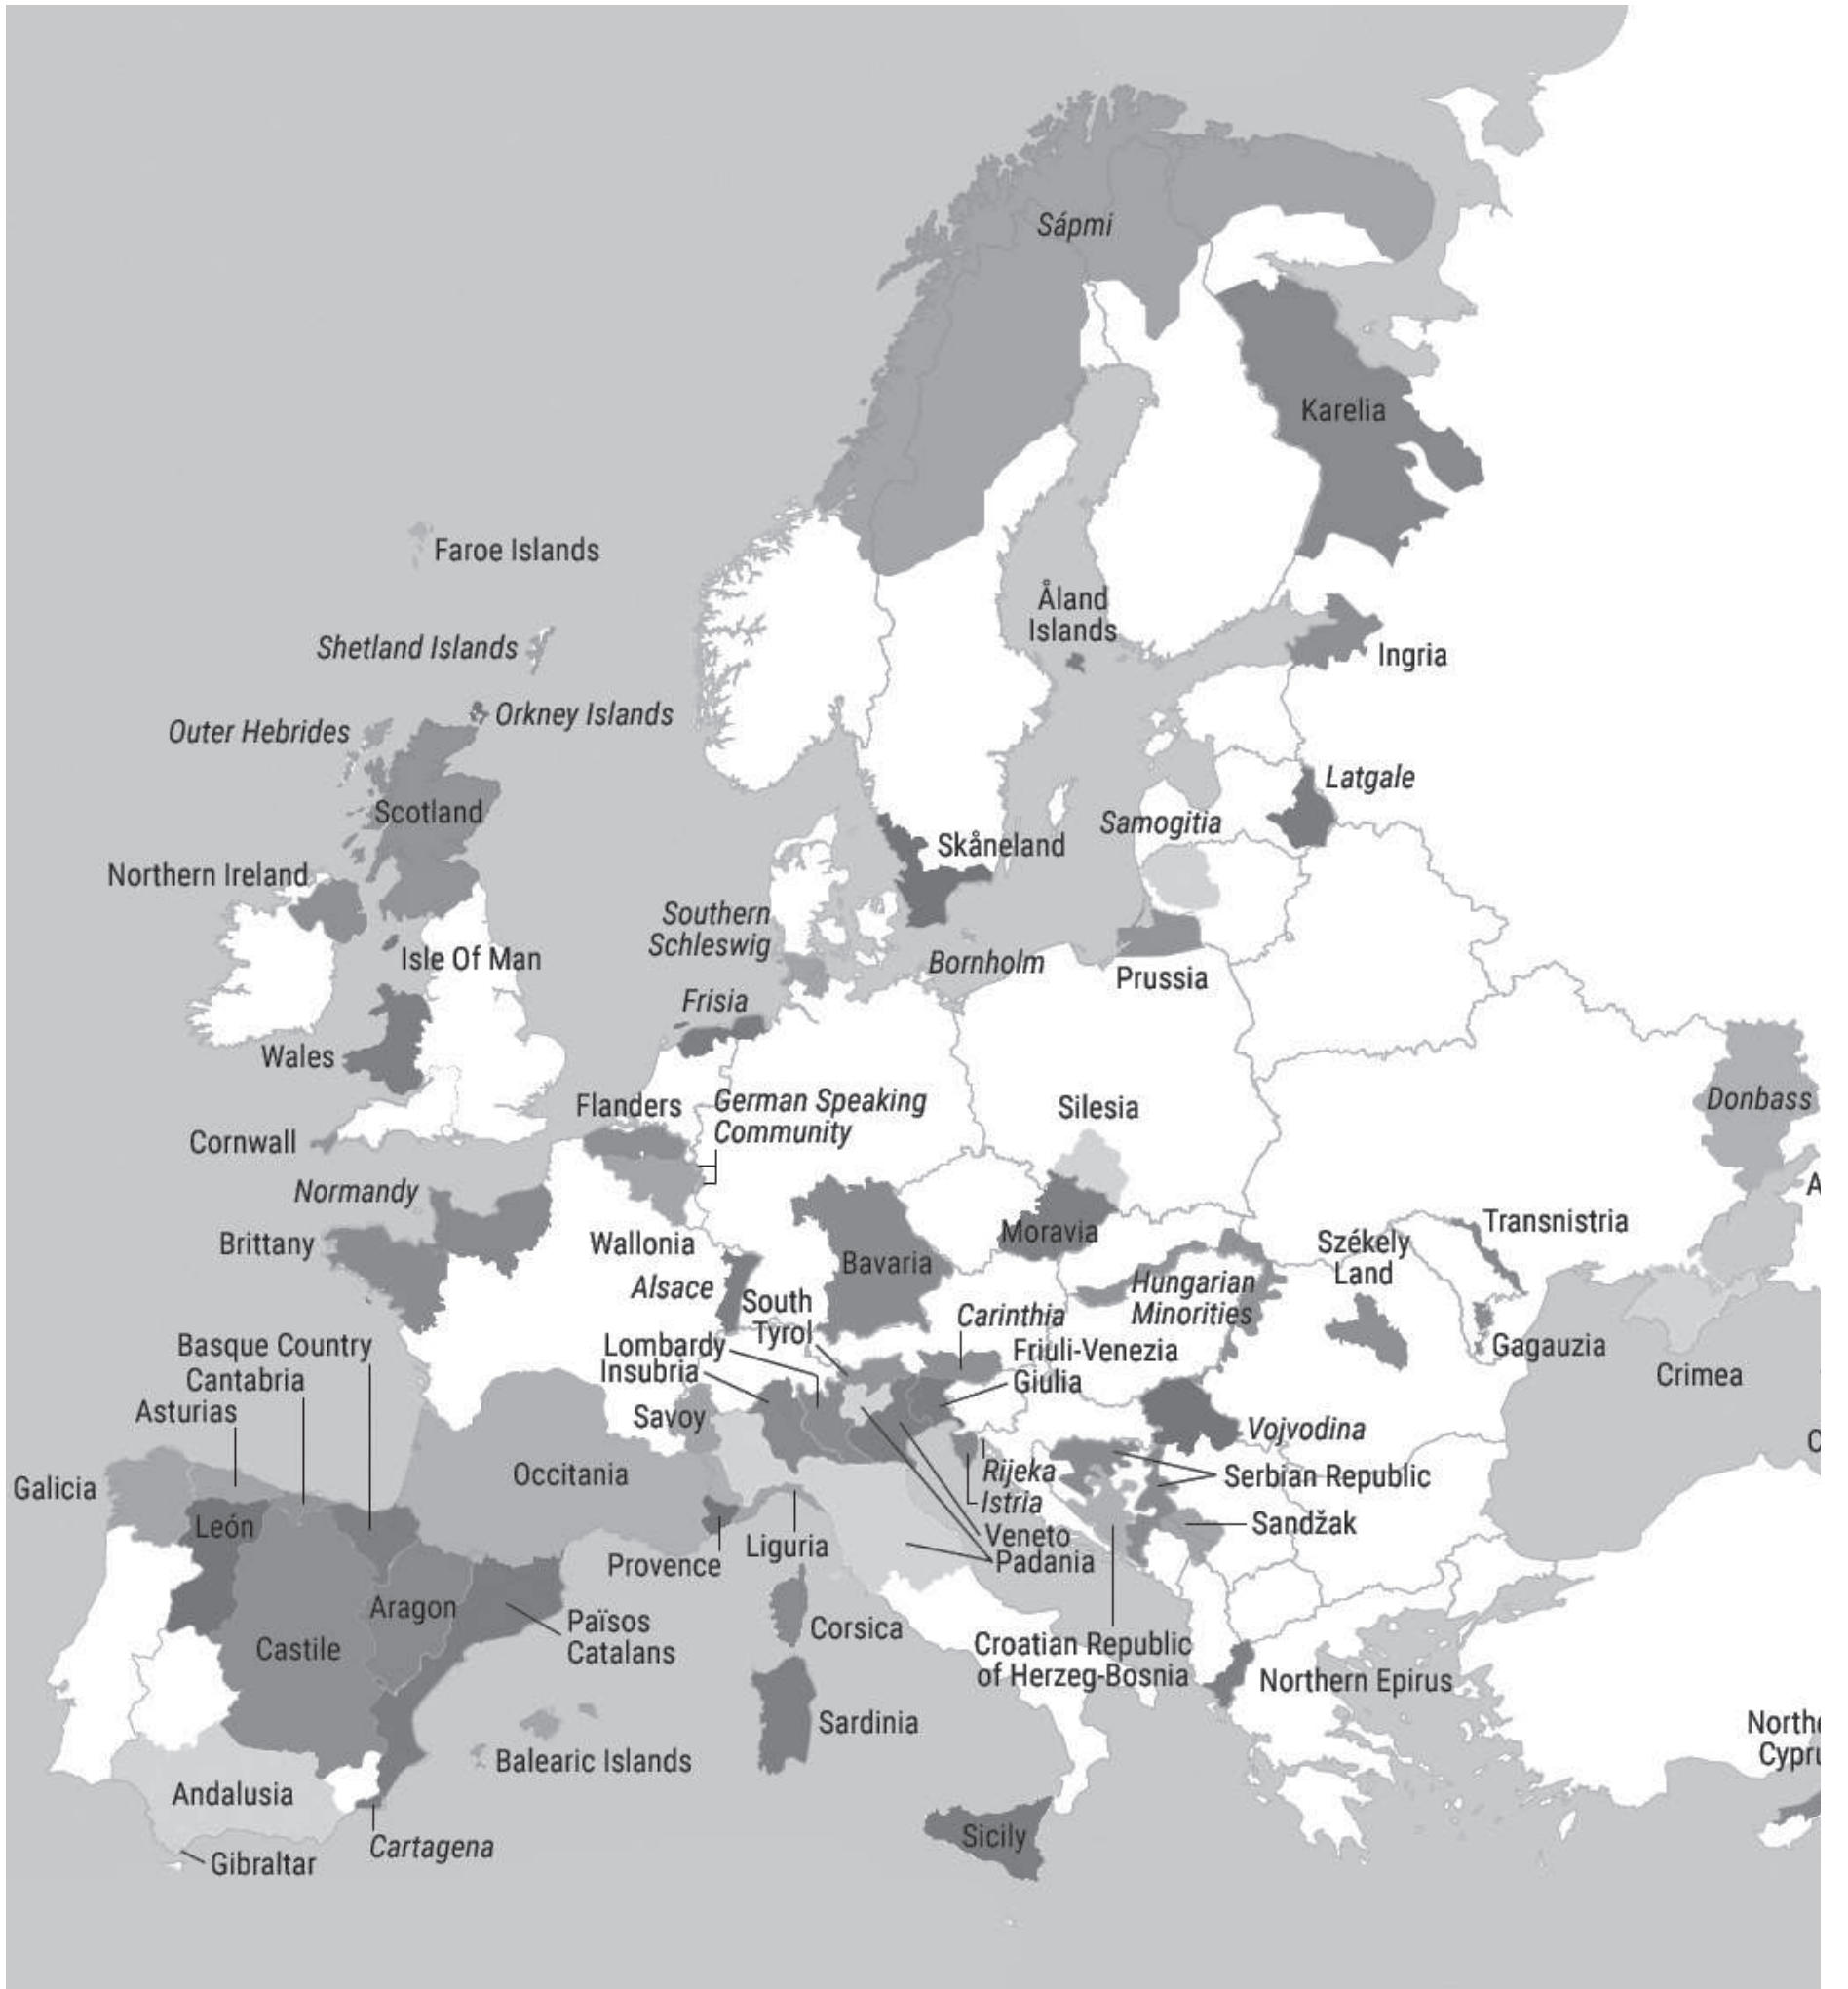 Sápmi
Karelia
Faroe Islands
Åland
Islands
Shetland Islands
Ingria
Orkney Islands
Outer Hebrides
Latgale
Scotland
Samogitia
Skåneland
Northern Ireland
Southern
Schleswig
Isle Of Man
Bornholm
Prussia
Frisia
Wales
Donbass
Flanders
German Speaking
Community
Silesia
Cornwall
Normandy
A
Transnistria
Brittany
Wallonia
Moravia
Székely
Land
Bavaria
Alsace
Hungarian
Minorities
South
Tyrol
Carinthia
Basque Country
Lombardy
Friuli-Venezia
Giulia
Gagauzia
Insubria
Crimea
Cantabria
Asturias
Savoy
Vojvodina
Occitania
Rijeka
Serbian Republic
Galicia
Istria
León
Sandžak
Veneto
Liguria
Provence
Padania
Aragon
Països
Catalans
Corsica
Castile
Croatian Republic
of Herzeg-Bosnia
Northern Epirus
Sardinia
Balearic Islands
Andalusia
Sicily
Cartagena
Gibraltar